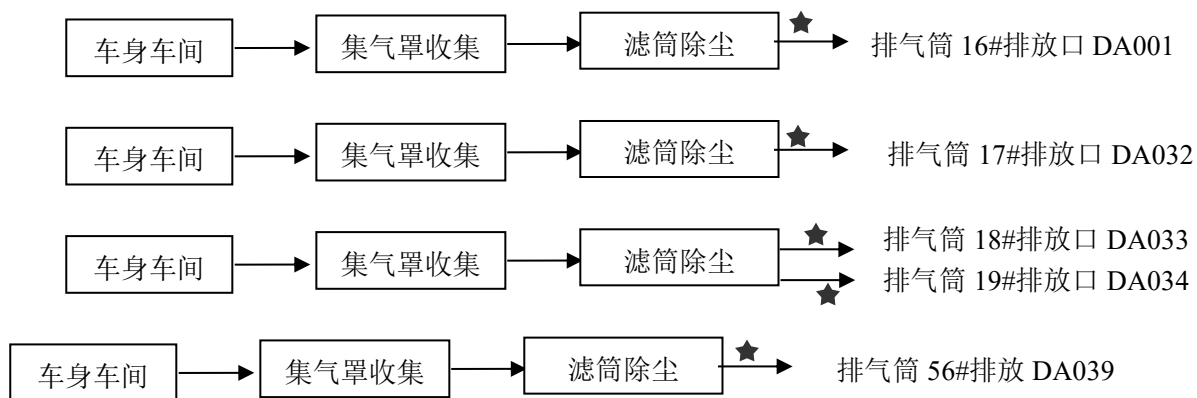 车身车间 集气罩收集 滤筒除尘 排气筒 16#排放口 DA001
车身车间 集气罩收集 滤筒除尘 排气筒 17#排放口 DA032
车身车间 集气罩收集 滤筒除尘 排气筒 18#排放口 DA033
排气筒 19#排放口 DA034
车身车间 集气罩收集 滤筒除尘 排气筒 56#排放 DA039